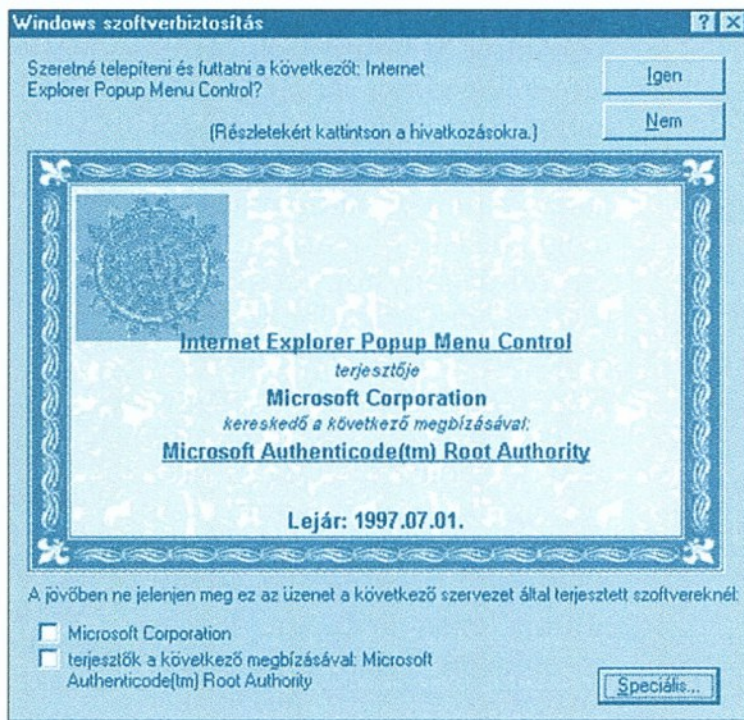 Windows szoftverbiztosítás
Szeretné telepíteni és futtatni a következőt: Internet
Explorer Popup Menu Control?
Igen
Nem
(Részletekért kattintson a hivatkozásokra.)
Internet Explorer Popup Menu Control
terjesztője
Microsoft Corporation
kereskedő a következő megbízásával:
Microsoft Authenticode(tm) Root Authority
Lejár: 1997.07.01.
A jövőben ne jelenjen meg ez az üzenet a következő szervezet által terjesztett szoftvereknél:
Microsoft Corporation
terjesztők a következő megbízásával: Microsoft
Authenticode(tm) Root Authority
Speciális...